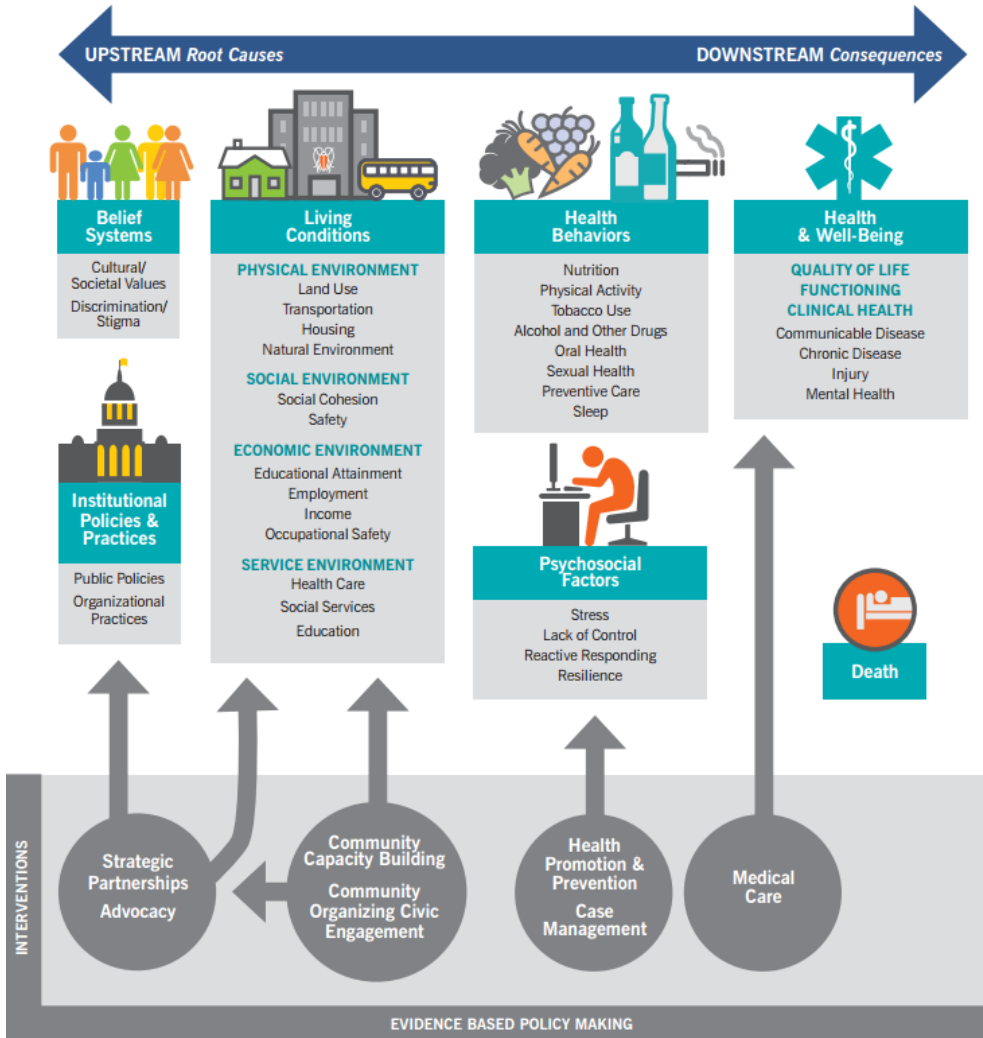 UPSTREAM Root Causes
DOWNSTREAM Consequences
Belief
Systems
Cultural/
Societal Values
Discrimination/
Stigma
Institutional
Policies &
Practices
Public Policies
Organizational
Practices
Living
Conditions
PHYSICAL ENVIRONMENT
Land Use
Transportation
Housing
Natural Environment
SOCIAL ENVIRONMENT
Social Cohesion
Safety
ECONOMIC ENVIRONMENT
Educational Attainment
Employment
Income
Occupational Safety
SERVICE ENVIRONMENT
Health Care
Social Services
Education
Health
Behaviors
Nutrition
Physical Activity
Tobacco Use
Alcohol and Other Drugs
Oral Health
Sexual Health
Preventive Care
Sleep
Psychosocial
Factors
Stress
Lack of Control
Reactive Responding
Resilience
Health
& Well-Being
QUALITY OF LIFE
FUNCTIONING
CLINICAL HEALTH
Communicable Disease
Chronic Disease
Injury
Mental Health
Death
INTERVENTIONS
Strategic
Partnerships
Advocacy
Community
Capacity Building
Community
Organizing Civic
Engagement
Health
Promotion &
Prevention
Case
Management
Medical
Care
EVIDENCE BASED POLICY MAKING